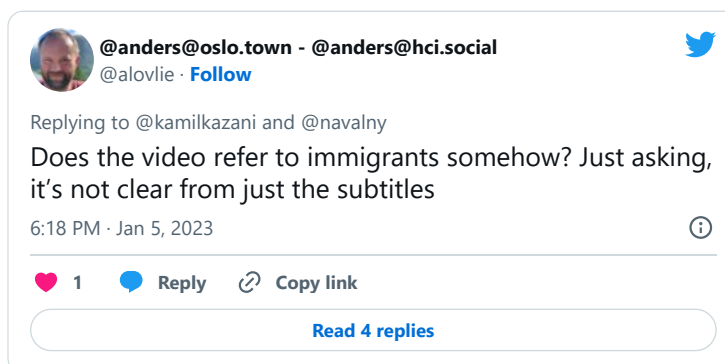 @anders@oslo.town - @anders@hci.social
@alovlie · Follow
Replying to @kamilkazani and @navalny
Does the video refer to immigrants somehow? Just asking,
it’s not clear from just the subtitles
6:18 PM · Jan 5, 2023
1 Reply Copy link
Read 4 replies